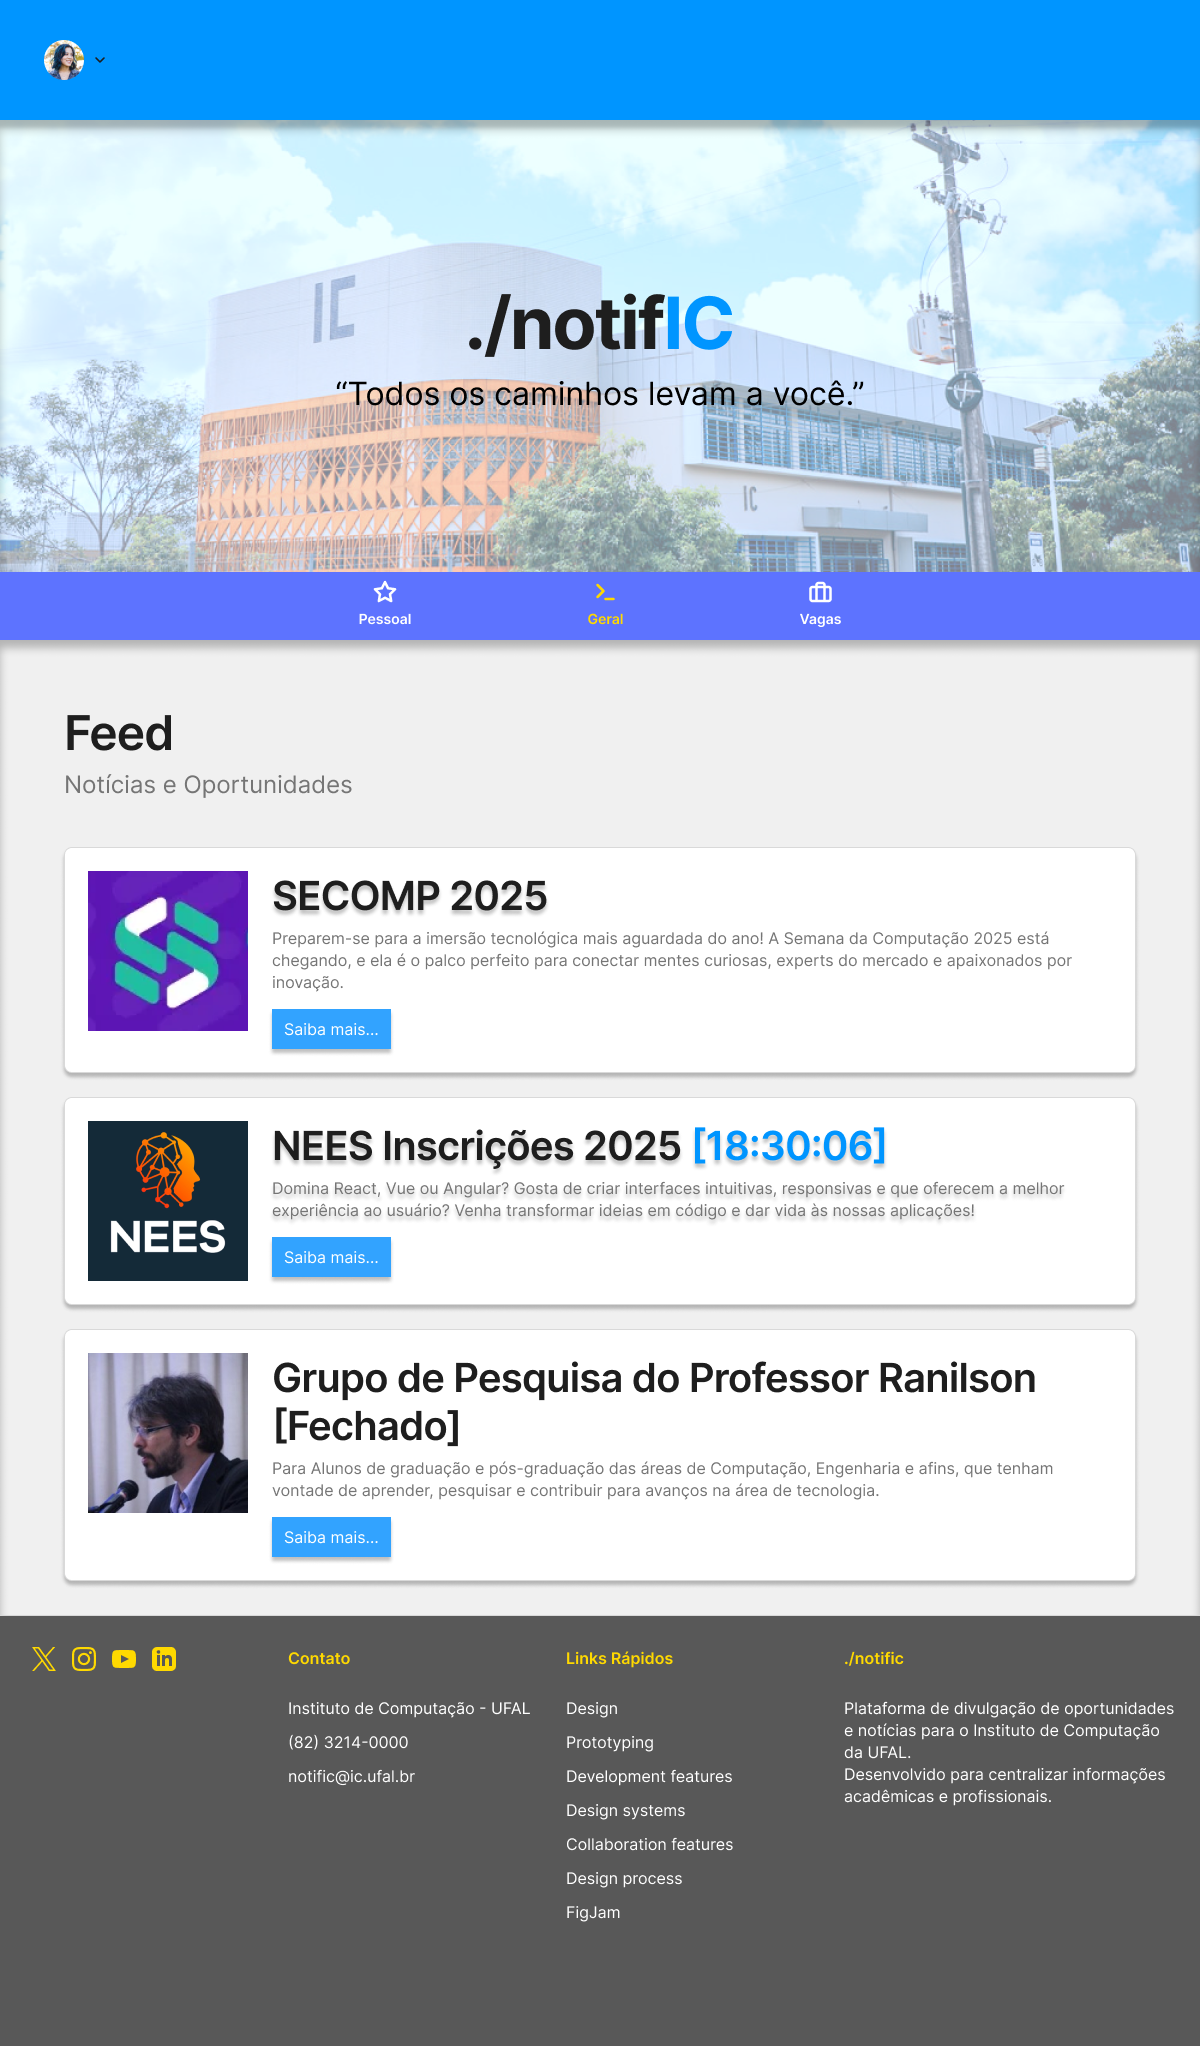 IC
./notifIC
“Todos os caminhos levam a você.”
IC
Pessoal
Geral
Vagas
Feed
Notícias e Oportunidades
SECOMP 2025
Preparem-se para a imersão tecnológica mais aguardada do ano! A Semana da Computação 2025 está
chegando, e ela é o palco perfeito para conectar mentes curiosas, experts do mercado e apaixonados por
inovação.
Saiba mais...
NEES
NEES Inscrições 2025 [18:30:06]
Domina React, Vue ou Angular? Gosta de criar interfaces intuitivas, responsivas e que oferecem a melhor
experiência ao usuário? Venha transformar ideias em código e dar vida às nossas aplicações!
Saiba mais...
Grupo de Pesquisa do Professor Ranilson
[Fechado]
Para Alunos de graduação e pós-graduação das áreas de Computação, Engenharia e afins, que tenham
vontade de aprender, pesquisar e contribuir para avanços na área de tecnologia.
Saiba mais...
Contato
Instituto de Computação - UFAL
(82) 3214-0000
notific@ic.ufal.br
Links Rápidos
Design
Prototyping
Development features
Design systems
Collaboration features
Design process
FigJam
./notific
Plataforma de divulgação de oportunidades
e notícias para o Instituto de Computação
da UFAL.
Desenvolvido para centralizar informações
acadêmicas e profissionais.